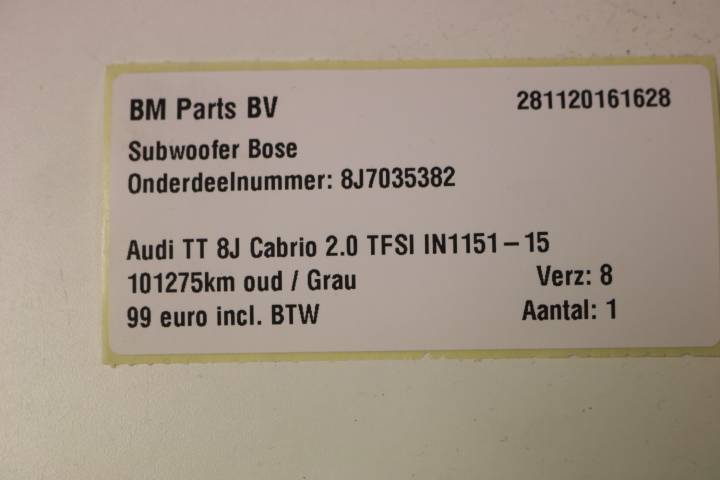 BM Parts BV 281120161628
Subwoofer Bose
Onderdeelnummer: 8J7035382
Audi TT 8J Cabrio 2.0 TFSI IN1151-15
101275km oud / Grau Verz: 8
99 euro incl. BTW Aantal: 1